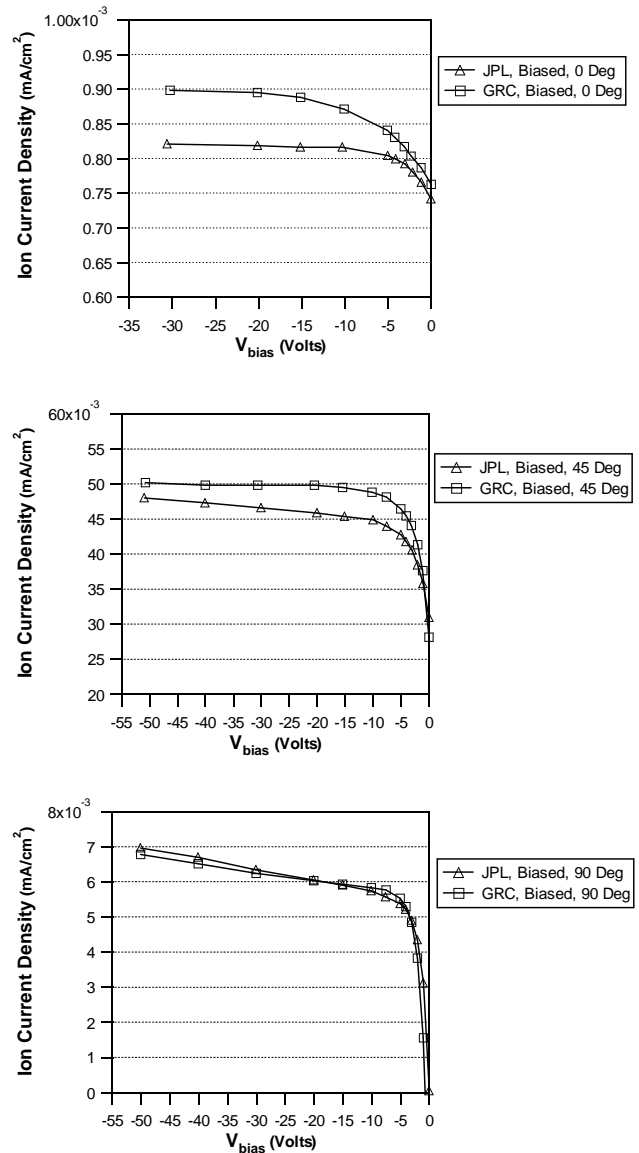 1.00x10⁻³
0.95
0.90
0.85
0.80
0.75
0.70
0.65
0.60
Ion Current Density (mA/cm²)
-35 -30 -25 -20 -15 -10 -5 0
V_bias (Volts)
JPL, Biased, 0 Deg
GRC, Biased, 0 Deg
60x10⁻³
55
50
45
40
35
30
25
20
Ion Current Density (mA/cm²)
-55 -50 -45 -40 -35 -30 -25 -20 -15 -10 -5 0
V_bias (Volts)
JPL, Biased, 45 Deg
GRC, Biased, 45 Deg
8x10⁻³
7
6
5
4
3
2
1
0
Ion Current Density (mA/cm²)
-55 -50 -45 -40 -35 -30 -25 -20 -15 -10 -5 0
V_bias (Volts)
JPL, Biased, 90 Deg
GRC, Biased, 90 Deg